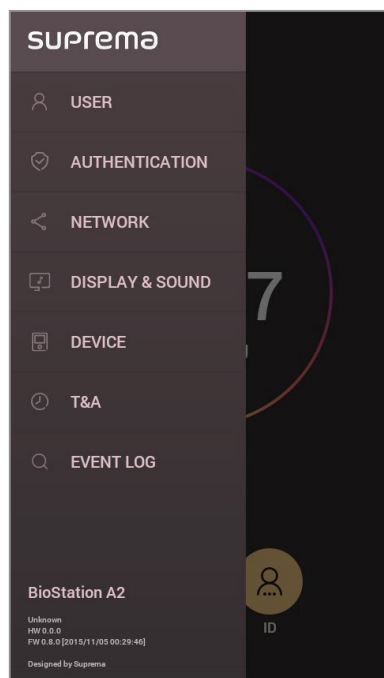 suprema
USER
AUTHENTICATION
NETWORK
DISPLAY & SOUND
7
DEVICE
T&A
EVENT LOG
BioStation A2
Unknown
HW 0.0.0
FW 0.8.0 [2015/11/05 00:29:46]
ID
Designed by Suprema